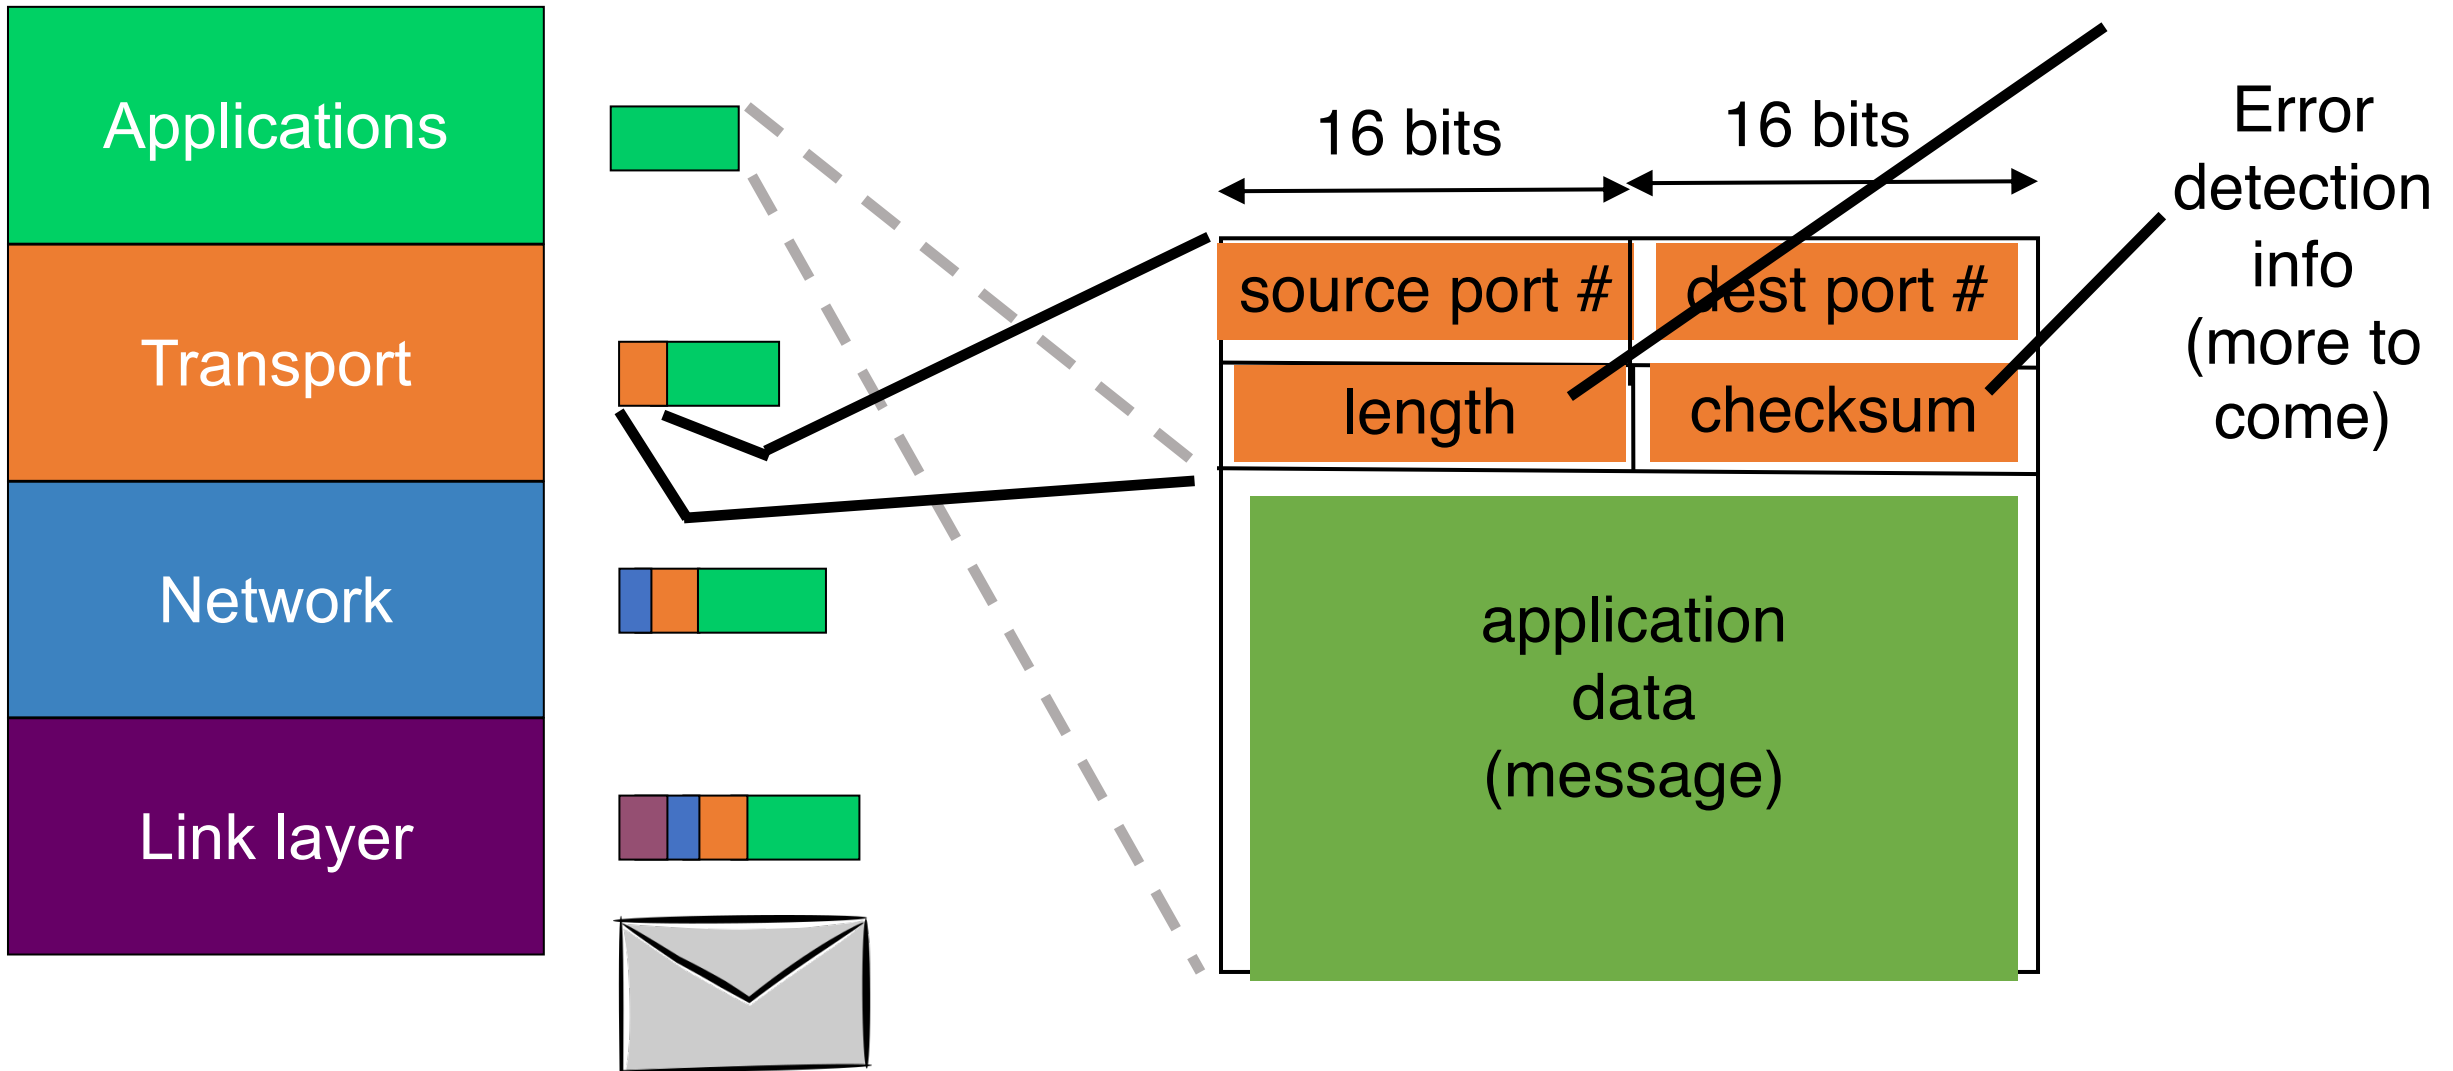 Applications
Transport
Network
Link layer
16 bits
16 bits
source port #
dest port #
length
checksum
application
data
(message)
Error
detection
info
(more to
come)